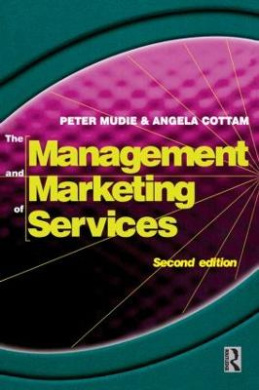 PETER MUDIE & ANGELA COTTAM
The Management
and Marketing
of Services
Second edition